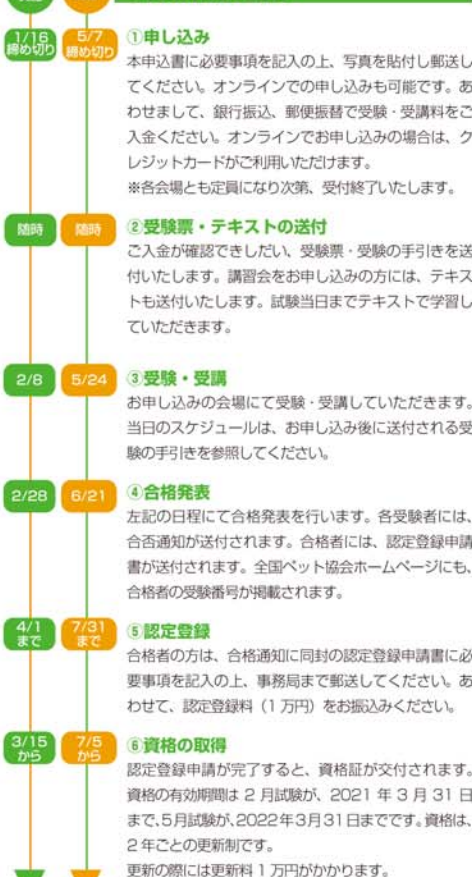 1/16
締め切り
5/7
締め切り
①申し込み
本申込書に必要事項を記入の上、写真を貼付し郵送し
てください。オンラインでの申し込みも可能です。あ
わせまして、銀行振込、郵便振替で受験・受講料をご
入金ください。オンラインでお申し込みの場合は、ク
レジットカードがご利用いただけます。
※各会場とも定員になり次第、受付終了いたします。
随時
随時
②受験票・テキストの送付
ご入金が確認できしだい、受験票・受験の手引きを送
付いたします。講習会をお申し込みの方には、テキス
トも送付いたします。試験当日までテキストで学習し
ていただきます。
2/8
5/24
③受験・受講
お申し込みの会場にて受験・受講していただきます。
当日のスケジュールは、お申し込み後に送付される受
験の手引きを参照してください。
2/28
6/21
④合格発表
左記の日程にて合格発表を行います。各受験者には、
合否通知が送付されます。合格者には、認定登録申請
書が送付されます。全国ペット協会ホームページにも、
合格者の受験番号が掲載されます。
4/1
まで
7/31
まで
⑤認定登録
合格者の方は、合格通知に同封の認定登録申請書に必
要事項を記入の上、事務局まで郵送してください。あ
わせて、認定登録料（1 万円）をお振込みください。
3/15
から
7/5
から
⑥資格の取得
認定登録申請が完了すると、資格証が交付されます。
資格の有効期間は 2 月試験が、2021 年 3 月 31 日
まで、5月試験が、2022年3月31日までです。資格は、
2 年ごとの更新制です。
更新の際には更新料 1 万円がかかります。